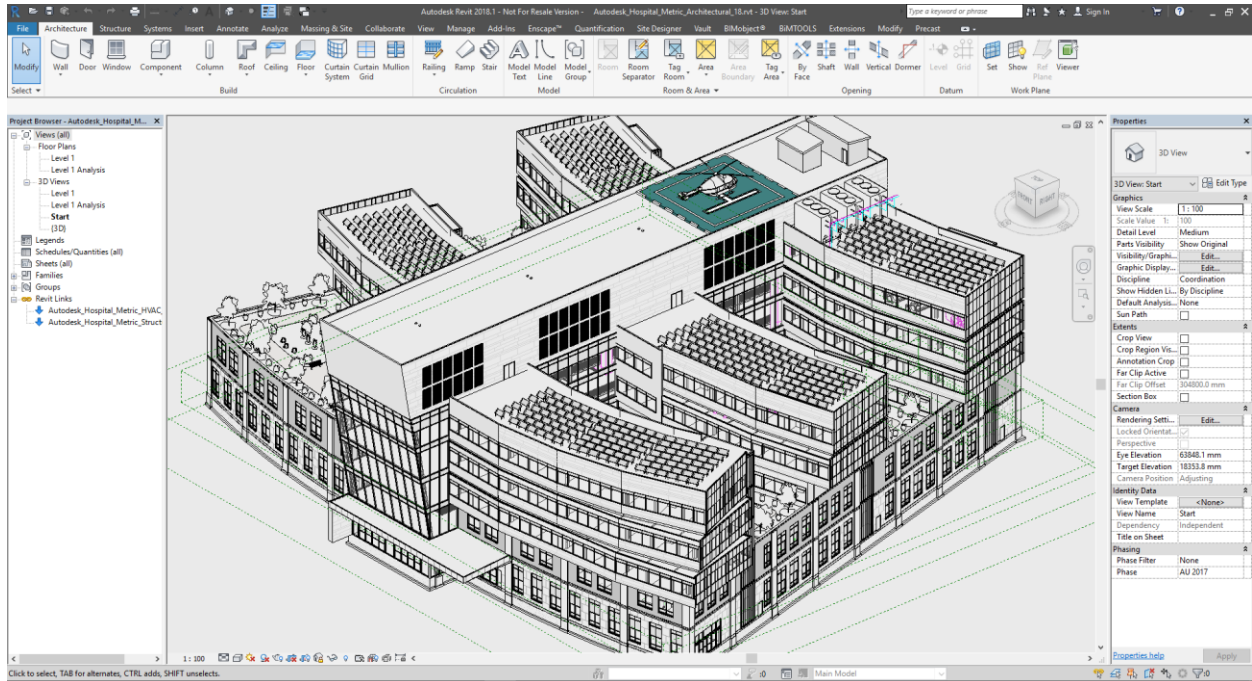 Autodesk Revit 2018.1 - Not For Resale Version - Autodesk_Hospital_Metric_Architectural_18.rvt - 3D View: Start
Type a keyword or phrase
Sign In
File Architecture Structure Systems Insert Annotate Analyze Massing & Site Collaborate View Manage Add-Ins Enscape™ Quantification Site Designer Vault BIMobject® BiMTOOLS Extensions Modify Precast
Modify Wall Door Window Component Column Roof Ceiling Floor Curtain System Curtain Grid Mullion Railing Ramp Stair Model Text Model Line Model Group Room Room Separator Tag Room Area Area Boundary Tag Area By Face Shaft Wall Vertical Dormer Level Grid Set Show Ref Plane Viewer
Select Build Circulation Model Room & Area Opening Datum Work Plane
Project Browser - Autodesk_Hospital_M...
Views (all)
Floor Plans
Level 1
Level 1 Analysis
3D Views
Level 1
Level 1 Analysis
Start
{3D}
Legends
Schedules/Quantities (all)
Sheets (all)
Families
Groups
Revit Links
Autodesk_Hospital_Metric_HVAC_
Autodesk_Hospital_Metric_Struct
TOP
FRONT
RIGHT
Properties
3D View
3D View: Start Edit Type
Graphics
View Scale 1 : 100
Scale Value 1: 100
Detail Level Medium
Parts Visibility Show Original
Visibility/Graphi... Edit...
Graphic Display... Edit...
Discipline Coordination
Show Hidden Li... By Discipline
Default Analysis... None
Sun Path
Extents
Crop View
Crop Region Vis...
Annotation Crop
Far Clip Active
Far Clip Offset 304800.0 mm
Section Box
Camera
Rendering Setti... Edit...
Locked Orientat...
Perspective
Eye Elevation 63848.1 mm
Target Elevation 18353.8 mm
Camera Position Adjusting
Identity Data
View Template <None>
View Name Start
Dependency Independent
Title on Sheet
Phasing
Phase Filter None
Phase AU 2017
Properties help Apply
1 : 100
Click to select, TAB for alternates, CTRL adds, SHIFT unselects.
:0
Main Model
:0